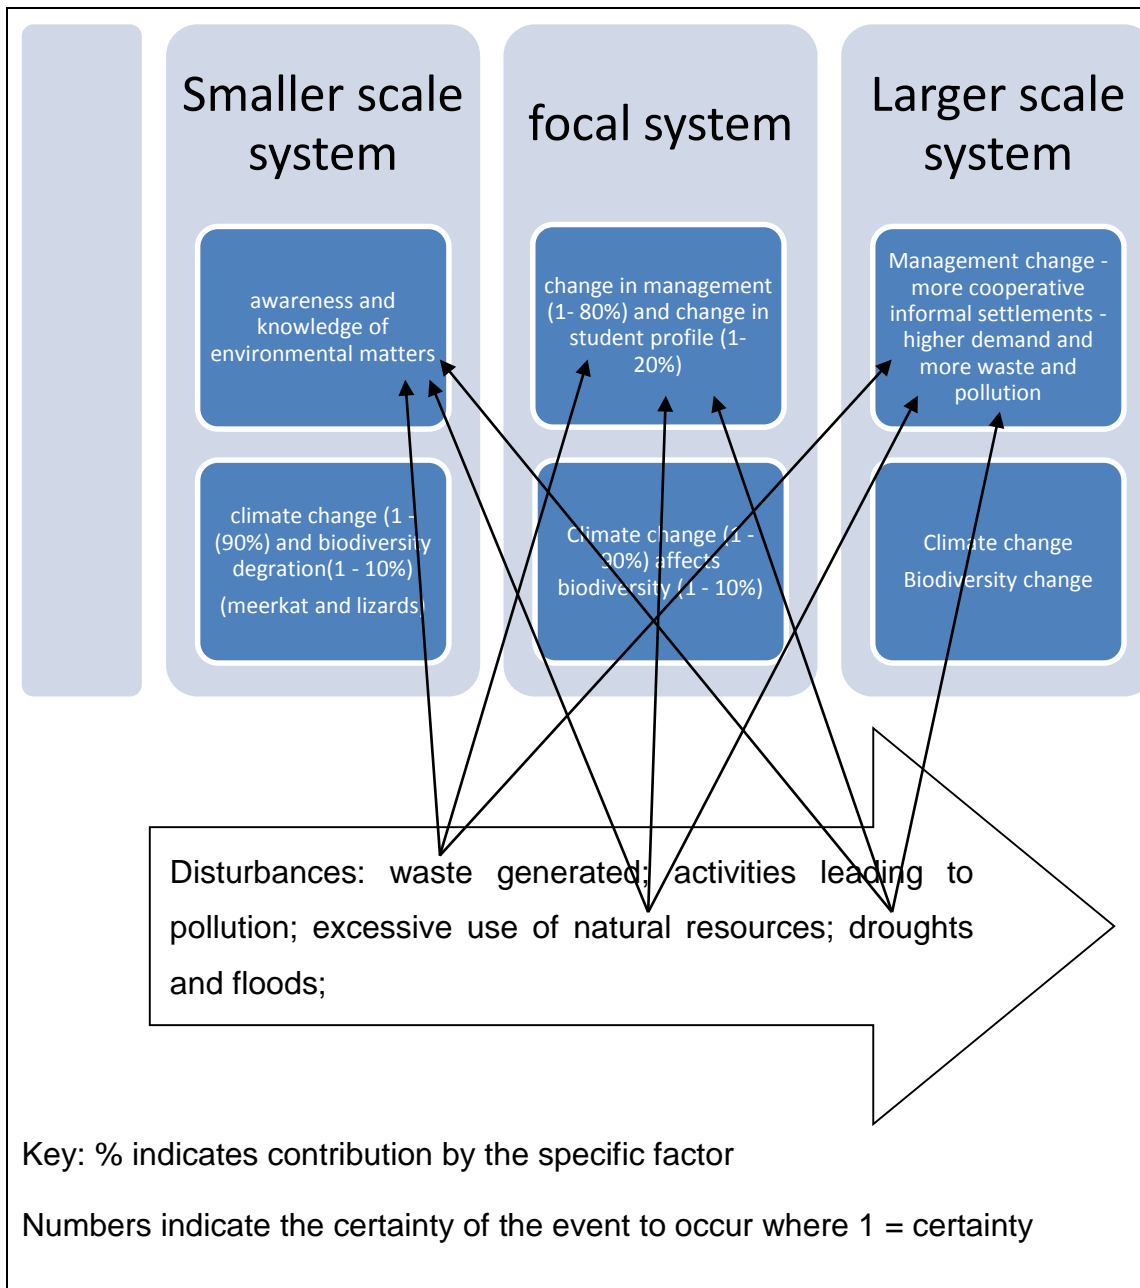 Smaller scale
system
focal system
Larger scale
system
awareness and
knowledge of
environmental matters
change in management
(1- 80%) and change in
student profile (1-
20%)
Management change -
more cooperative
informal settlements -
higher demand and
more waste and
pollution
climate change (1 -
(90%) and biodiversity
degration(1 - 10%)
(meerkat and lizards)
Climate change (1 -
90%) affects
biodiversity (1 - 10%)
Climate change
Biodiversity change
Disturbances: waste generated; activities leading to
pollution; excessive use of natural resources; droughts
and floods;
Key: % indicates contribution by the specific factor
Numbers indicate the certainty of the event to occur where 1 = certainty